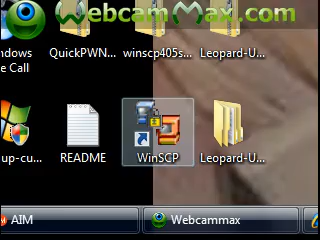 WebcamMax.com
ndows
e Call
QuickPWN...
winscp405s...
Leopard-U...
up-cu...
README
WinSCP
Leopard-U...
AIM
Webcammax